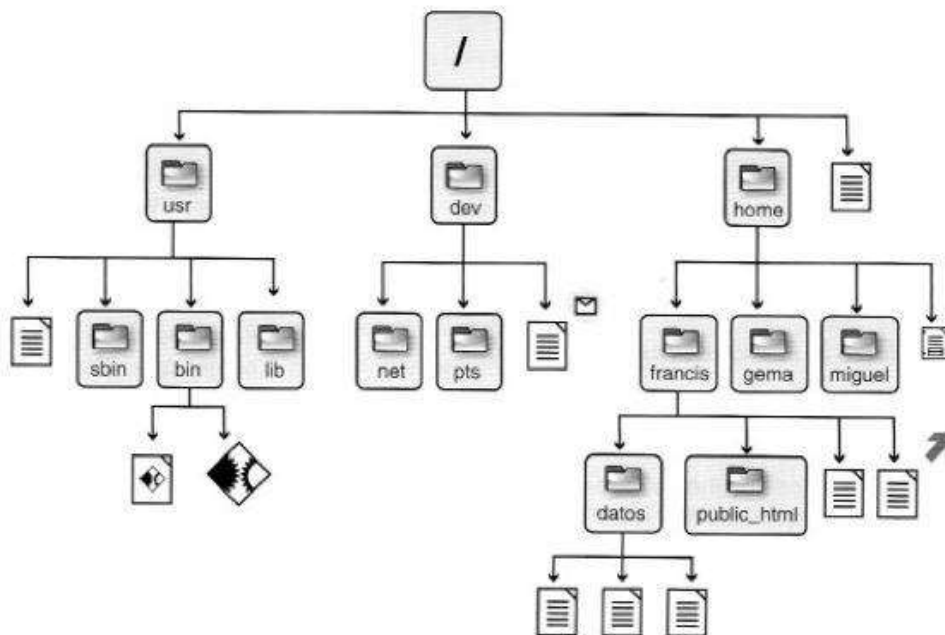 /
usr
dev
home
sbin
bin
lib
net
pts
francis
gema
miguel
datos
public_html